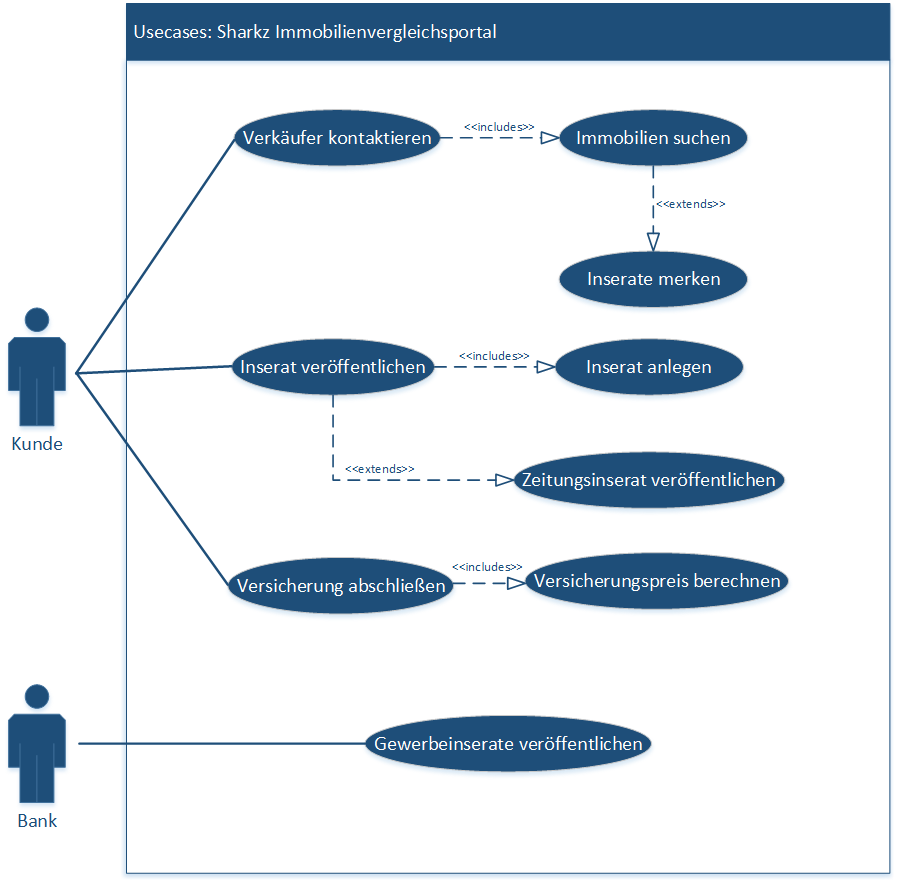 Usecases: Sharkz Immobilienvergleichsportal
Verkäufer kontaktieren
<<includes>>
Immobilien suchen
<<extends>>
Inserate merken
Kunde
Inserat veröffentlichen
<<includes>>
Inserat anlegen
<<extends>>
Zeitungsinserat veröffentlichen
Versicherung abschließen
<<includes>>
Versicherungspreis berechnen
Bank
Gewerbeinserate veröffentlichen